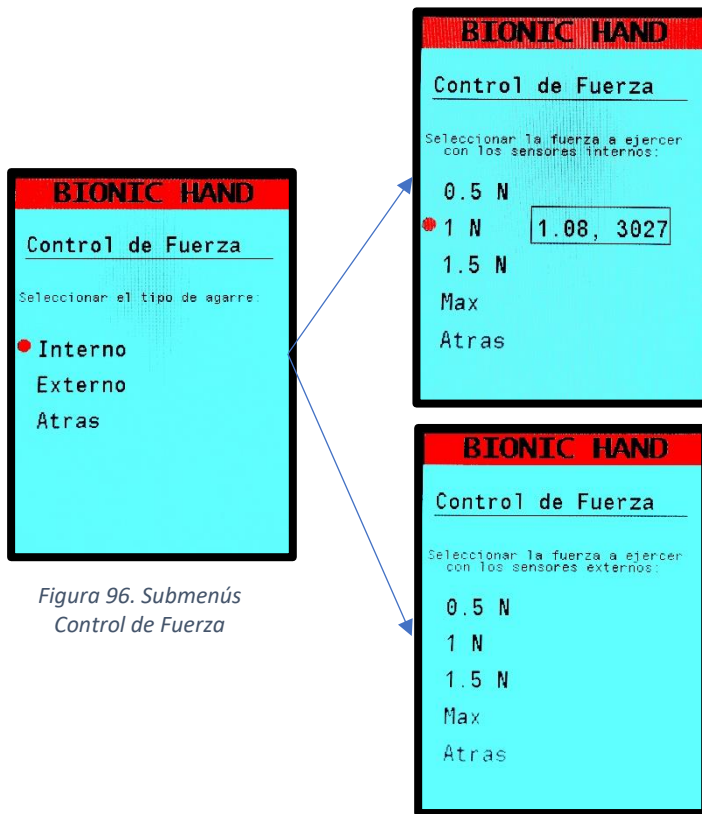 BIONIC HAND
Control de Fuerza
Seleccionar el tipo de agarre:
Interno
Externo
Atras
Figura 96. Submenús
Control de Fuerza
BIONIC HAND
Control de Fuerza
Seleccionar la fuerza a ejercer
con los sensores internos:
0.5 N
1 N 1.08, 3027
1.5 N
Max
Atras
BIONIC HAND
Control de Fuerza
Seleccionar la fuerza a ejercer
con los sensores externos:
0.5 N
1 N
1.5 N
Max
Atras